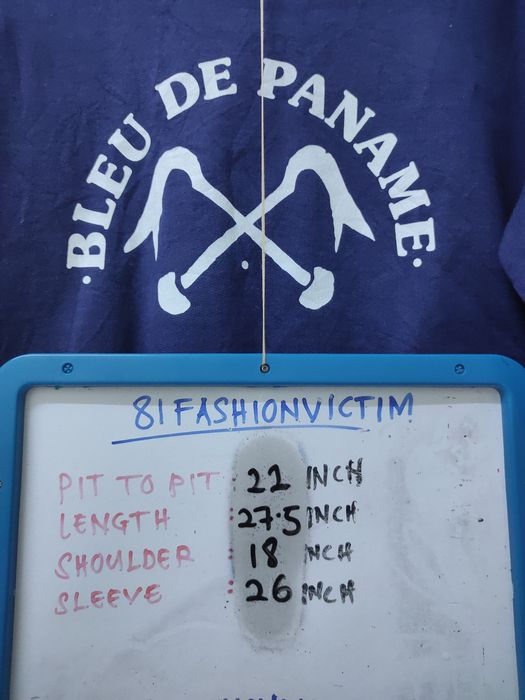 ·BLEU DE PANAME·
81FASHIONVICTIM
PIT TO PIT : 22 INCH
LENGTH : 27.5 INCH
SHOULDER : 18 INCH
SLEEVE : 26 INCH